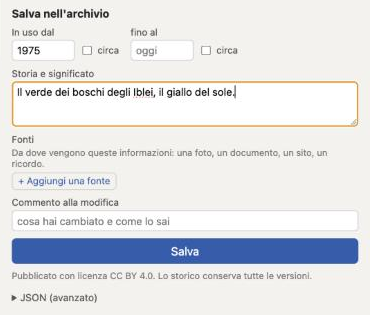 Salva nell'archivio
In uso dal
fino al
1975
circa
oggi
circa
Storia e significato
Il verde dei boschi degli Iblei, il giallo del sole.
Fonti
Da dove vengono queste informazioni: una foto, un documento, un sito, un
ricordo.
+ Aggiungi una fonte
Commento alla modifica
cosa hai cambiato e come lo sai
Salva
Pubblicato con licenza CC BY 4.0. Lo storico conserva tutte le versioni.
▸ JSON (avanzato)